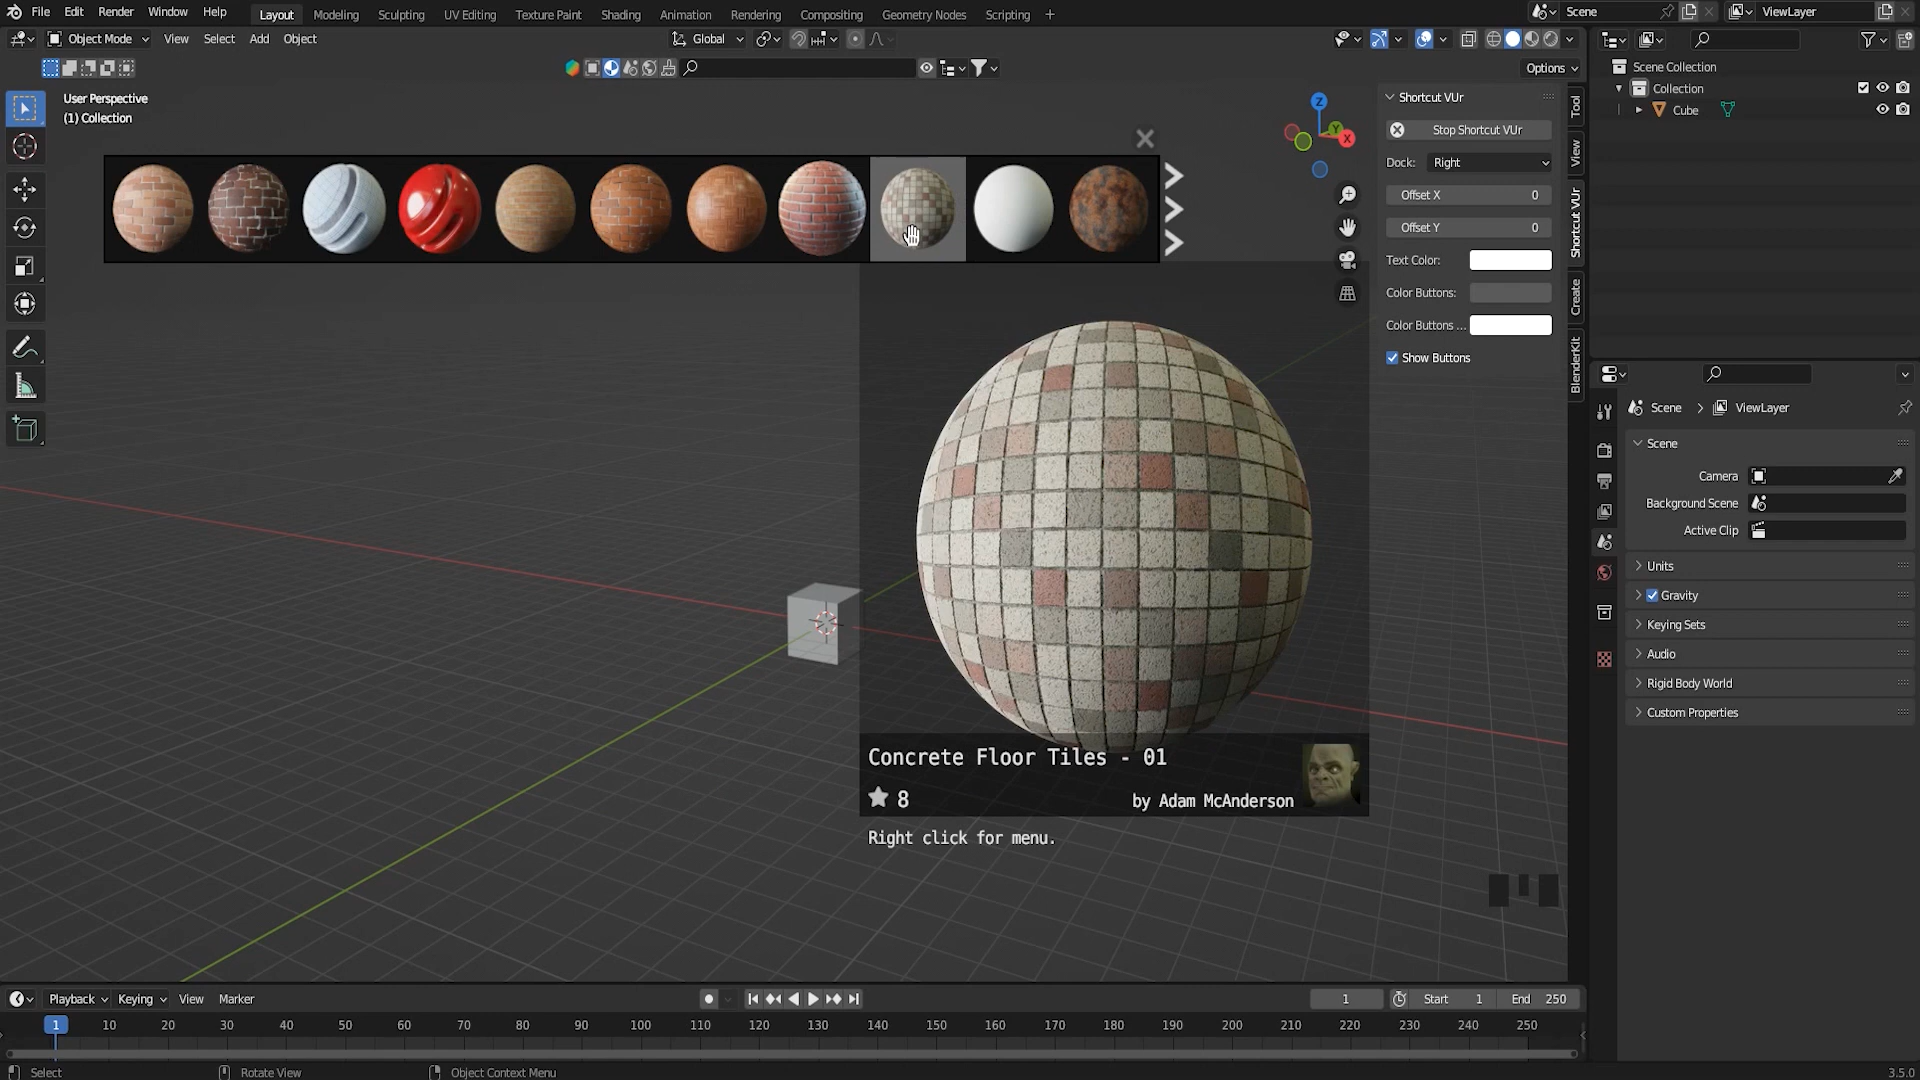 File Edit Render Window Help
Layout Modeling Sculpting UV Editing Texture Paint Shading Animation Rendering Compositing Geometry Nodes Scripting
Scene ViewLayer
Object Mode View Select Add Object
Global
Options
User Perspective
(1) Collection
Z
Y
X
Shortcut VUr
Stop Shortcut VUr
Dock: Right
Offset X 0
Offset Y 0
Text Color:
Color Buttons:
Color Buttons ...
Show Buttons
Tool
View
Shortcut VUr
Create
BlenderKit
Scene Collection
Collection
Cube
Scene > ViewLayer
Scene
Camera
Background Scene
Active Clip
Units
Gravity
Keying Sets
Audio
Rigid Body World
Custom Properties
Concrete Floor Tiles - 01
8 by Adam McAnderson
Right click for menu.
Playback Keying View Marker
1 Start 1 End 250
1 10 20 30 40 50 60 70 80 90 100 110 120 130 140 150 160 170 180 190 200 210 220 230 240 250
Select Rotate View Object Context Menu 3.5.0